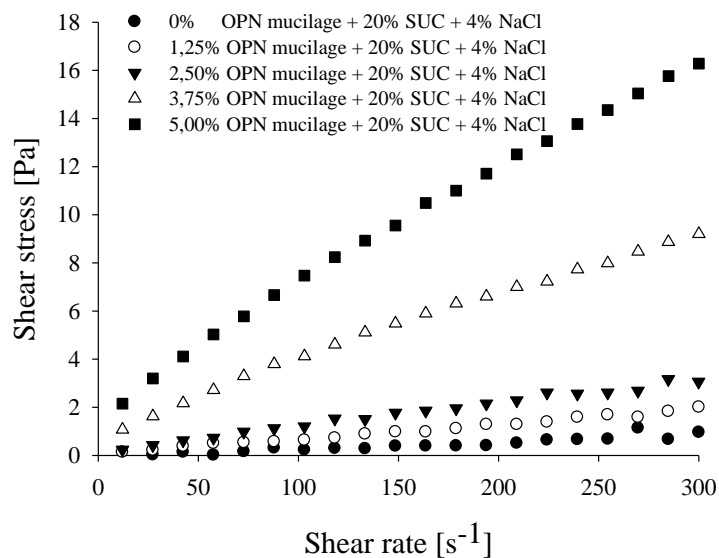 18
16
14
12
10
8
6
4
2
0
Shear stress [Pa]
0% OPN mucilage + 20% SUC + 4% NaCl
1,25% OPN mucilage + 20% SUC + 4% NaCl
2,50% OPN mucilage + 20% SUC + 4% NaCl
3,75% OPN mucilage + 20% SUC + 4% NaCl
5,00% OPN mucilage + 20% SUC + 4% NaCl
0 50 100 150 200 250 300
Shear rate [s-1]